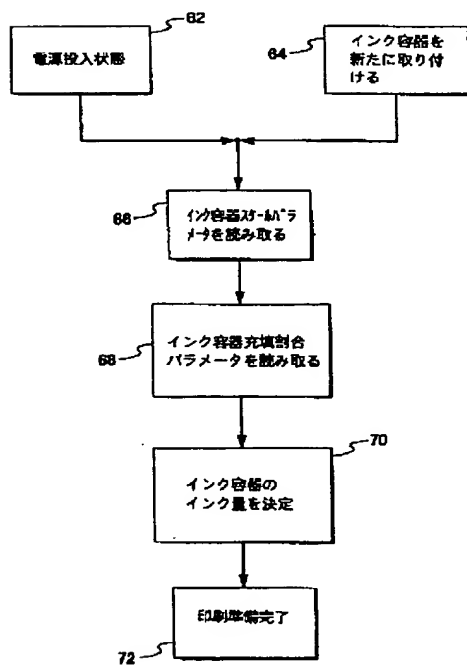 62
電源投入状態
64
インク容器を
新たに取り付
ける
66
インク容器スケールパラ
メータを読み取る
68
インク容器充填割合
パラメータを読み取る
70
インク容器の
インク量を決定
印刷準備完了
72